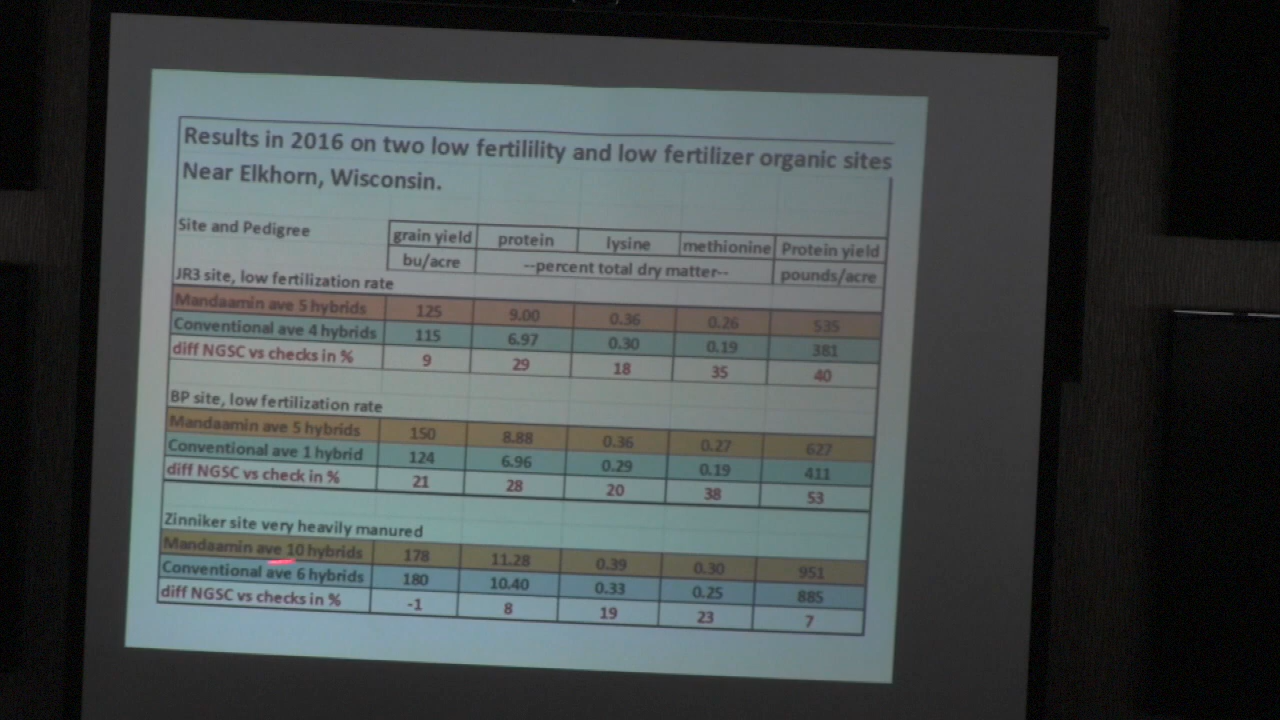 Results in 2016 on two low fertilility and low fertilizer organic sites
Near Elkhorn, Wisconsin.
Site and Pedigree grain yield protein lysine methionine Protein yield
bu/acre --percent total dry matter-- pounds/acre
JR3 site, low fertilization rate
Mandaamin ave 5 hybrids 125 9.00 0.36 0.26 535
Conventional ave 4 hybrids 115 6.97 0.30 0.19 381
diff NGSC vs checks in % 9 29 18 35 40
BP site, low fertilization rate
Mandaamin ave 5 hybrids 150 8.88 0.36 0.27 627
Conventional ave 1 hybrid 124 6.96 0.29 0.19 411
diff NGSC vs check in % 21 28 20 38 53
Zinniker site very heavily manured
Mandaamin ave 10 hybrids 178 11.28 0.39 0.30 951
Conventional ave 6 hybrids 180 10.40 0.33 0.25 885
diff NGSC vs checks in % -1 8 19 23 7